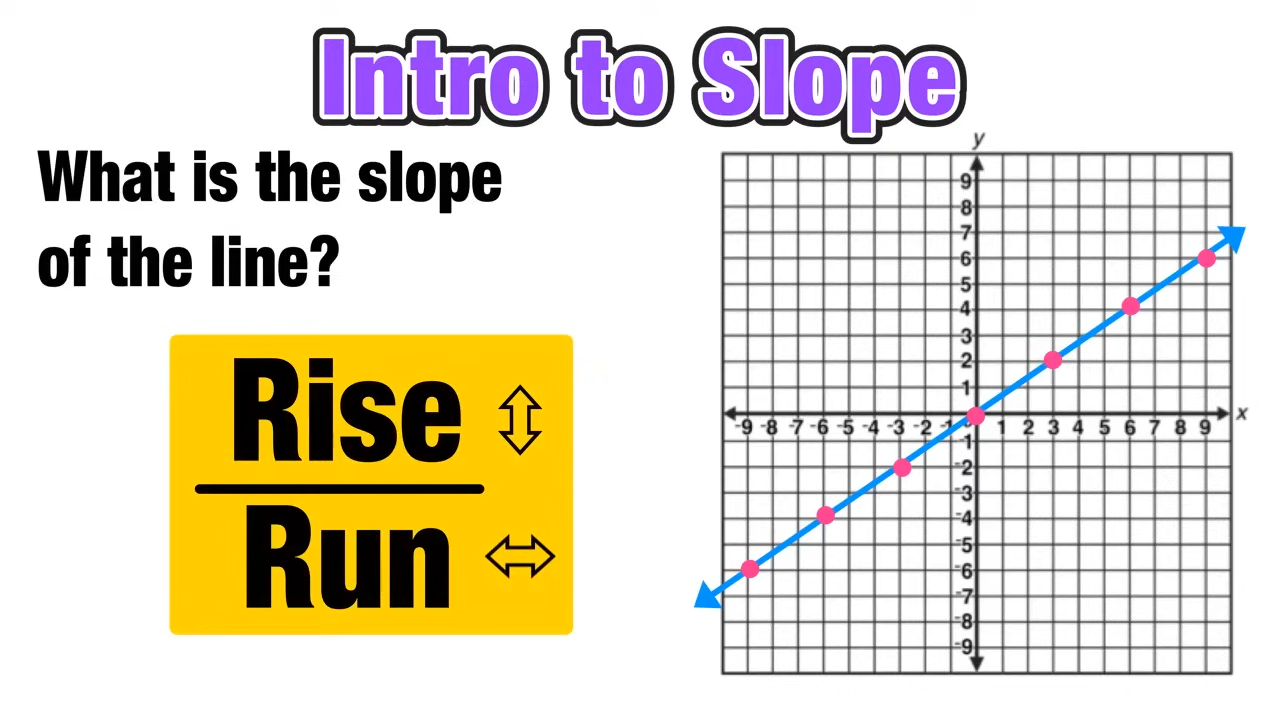 Intro to Slope
What is the slope
of the line?
Rise
Run
y
9
8
7
6
5
4
3
2
1
-9 -8 -7 -6 -5 -4 -3 -2 -1 1 2 3 4 5 6 7 8 9 x
-1
-2
-3
-4
-5
-6
-7
-8
-9